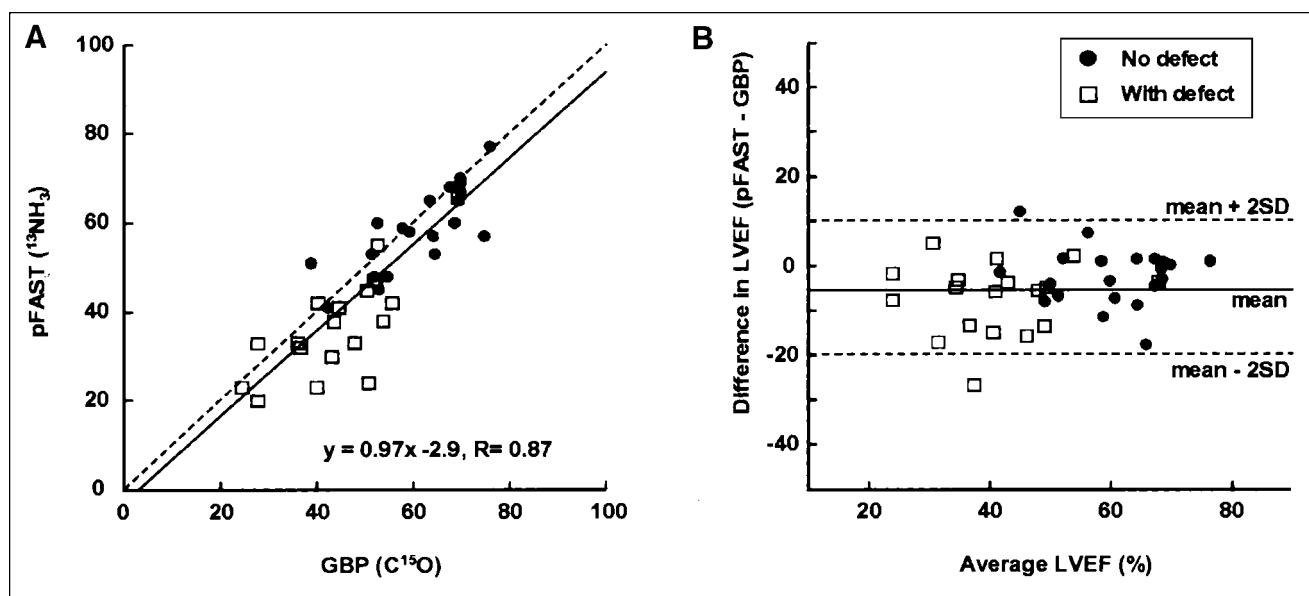 A
100
80
60
40
20
0
pFAST (¹³NH₃)
y = 0.97x -2.9, R= 0.87
0 20 40 60 80 100
GBP (C¹⁵O)
B
No defect
With defect
40
20
0
-20
-40
Difference in LVEF (pFAST - GBP)
mean + 2SD
mean
mean - 2SD
20 40 60 80
Average LVEF (%)